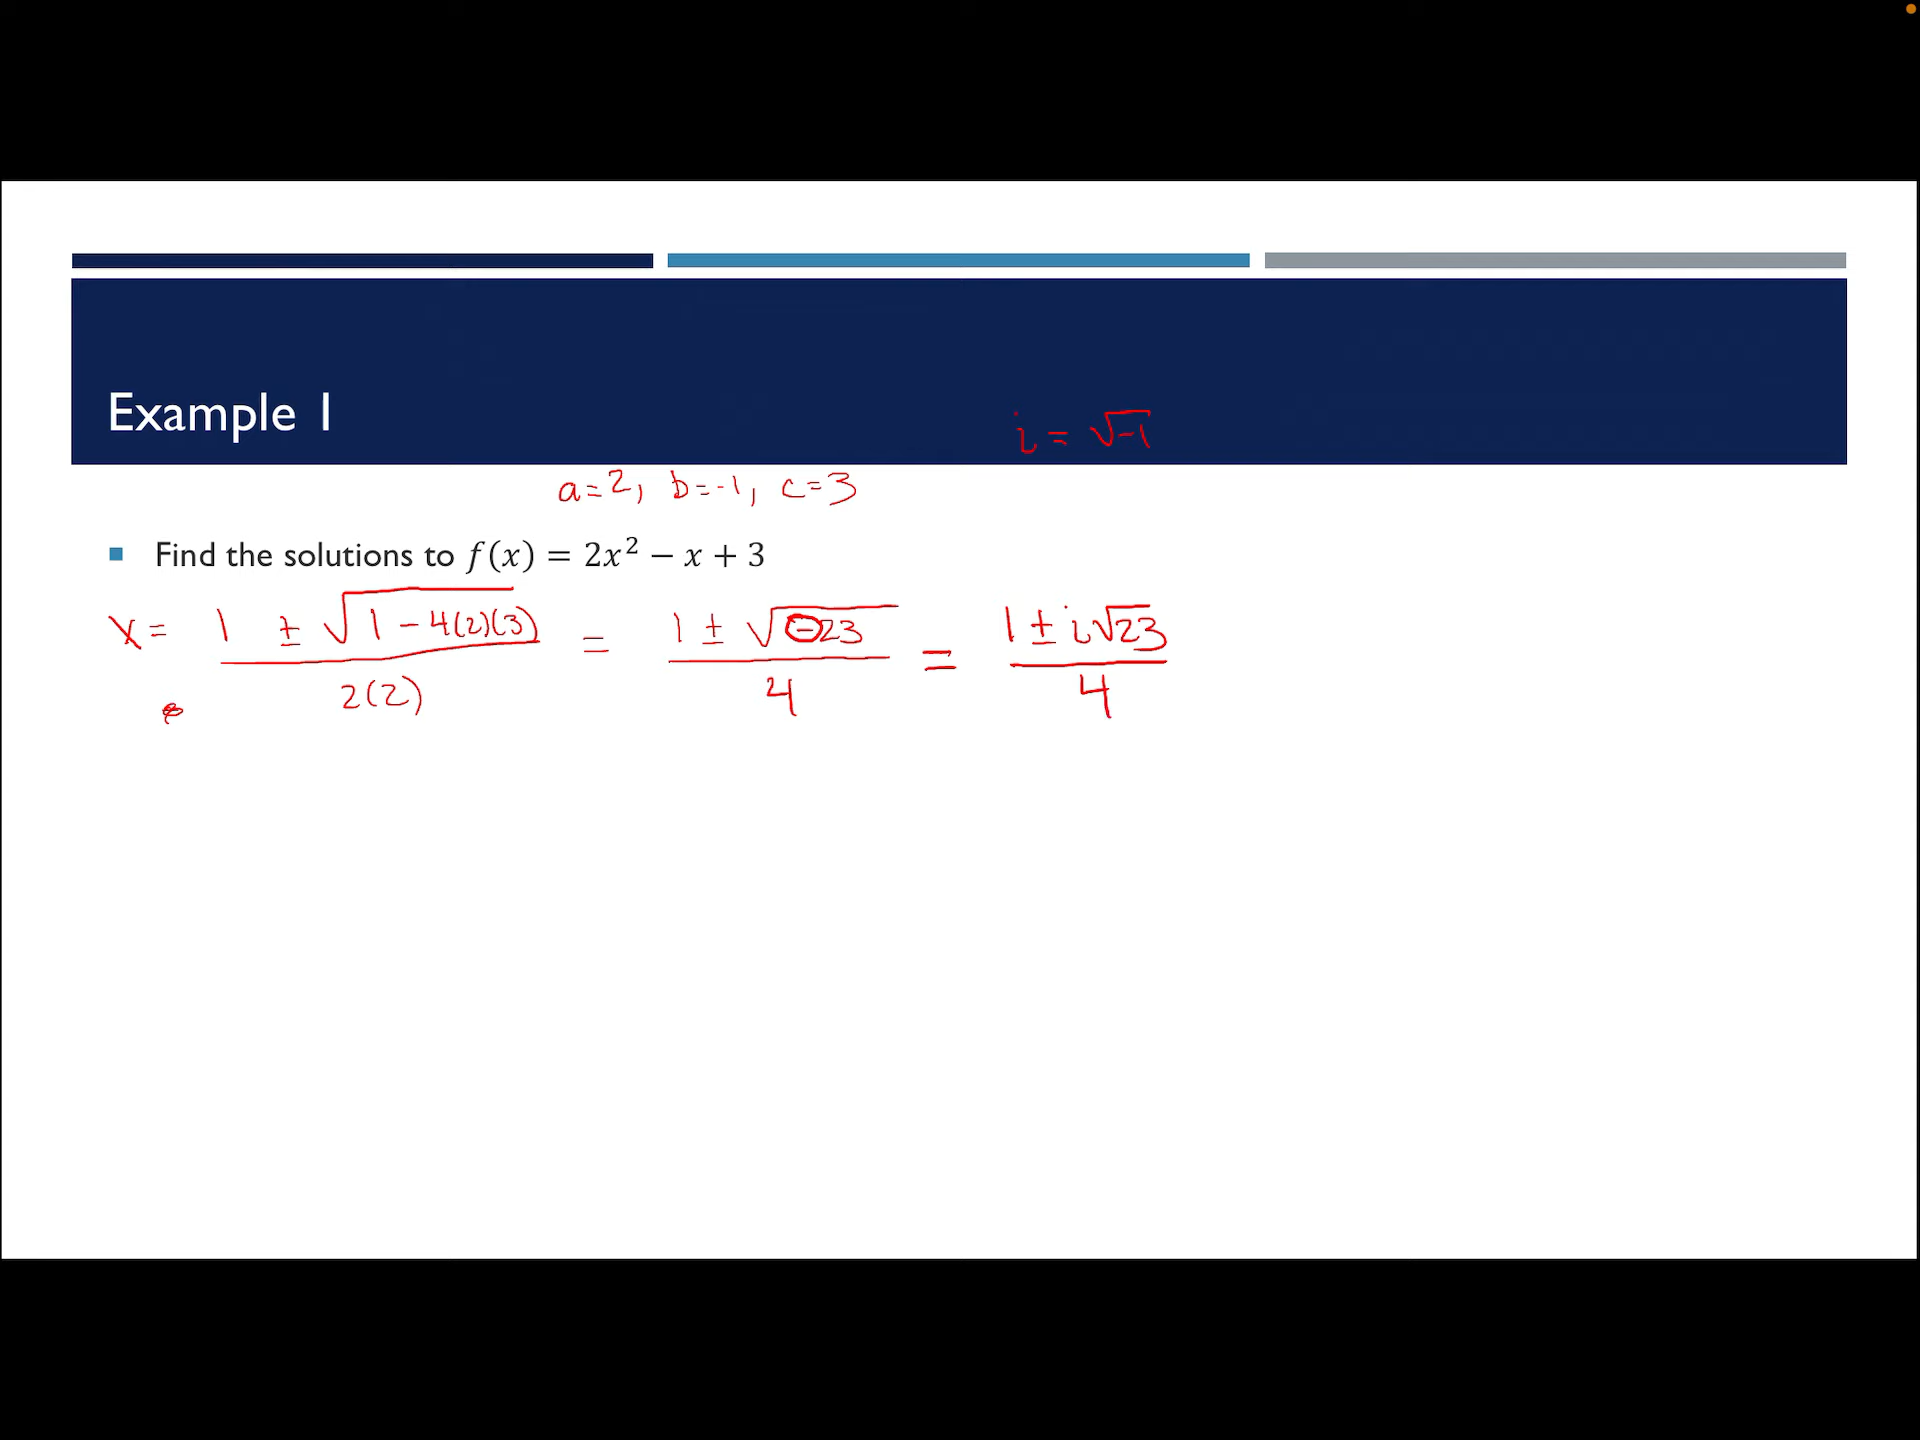 Example 1
i = √-1
a=2, b=-1, c=3
Find the solutions to f(x) = 2x² − x + 3
x = (1 ± √(1-4(2)(3)))/(2(2)) = (1 ± √-23)/4 = (1 ± i√23)/4